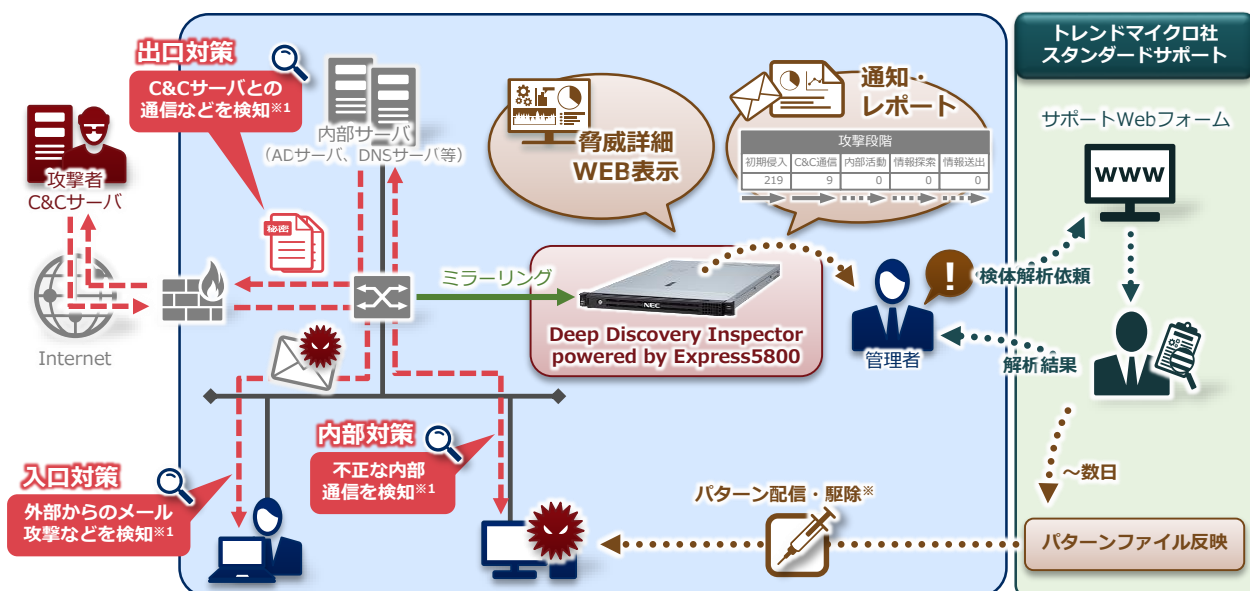 出口対策
C&Cサーバとの
通信などを検知※1
攻撃者
C&Cサーバ
Internet
内部サーバ
（ADサーバ、DNSサーバ等）
秘密
脅威詳細
WEB表示
通知・
レポート
攻撃段階
初期侵入 C&C通信 内部活動 情報探索 情報送出
219 9 0 0 0
ミラーリング
NEC
Deep Discovery Inspector
powered by Express5800
!
管理者
検体解析依頼
解析結果
トレンドマイクロ社
スタンダードサポート
サポートWebフォーム
WWW
～数日
パターンファイル反映
パターン配信・駆除※
内部対策
不正な内部
通信を検知※1
入口対策
外部からのメール
攻撃などを検知※1